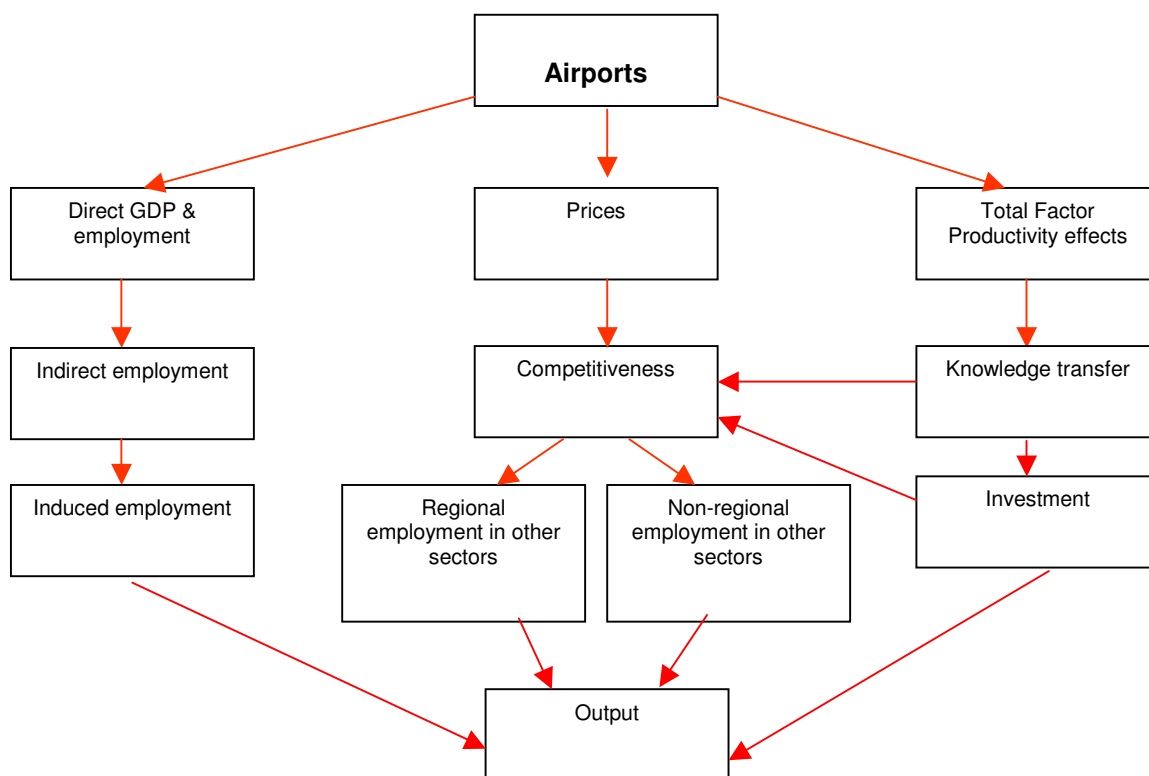 Airports
Direct GDP &
employment
Prices
Total Factor
Productivity effects
Indirect employment
Competitiveness
Knowledge transfer
Induced employment
Regional
employment in other
sectors
Non-regional
employment in other
sectors
Investment
Output